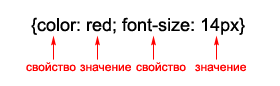 {color: red; font-size: 14px}
свойство значение свойство значение